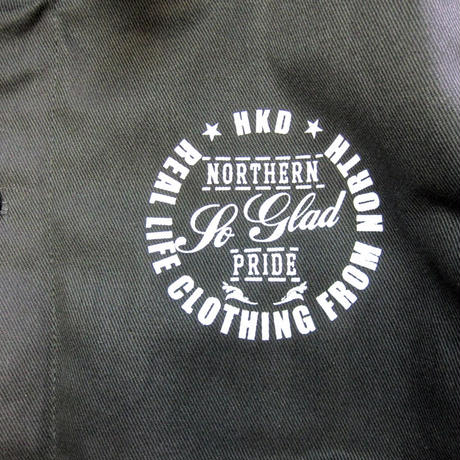 ★ HKD ★
NORTHERN
So Glad
PRIDE
REAL LIFE CLOTHING FROM NORTH